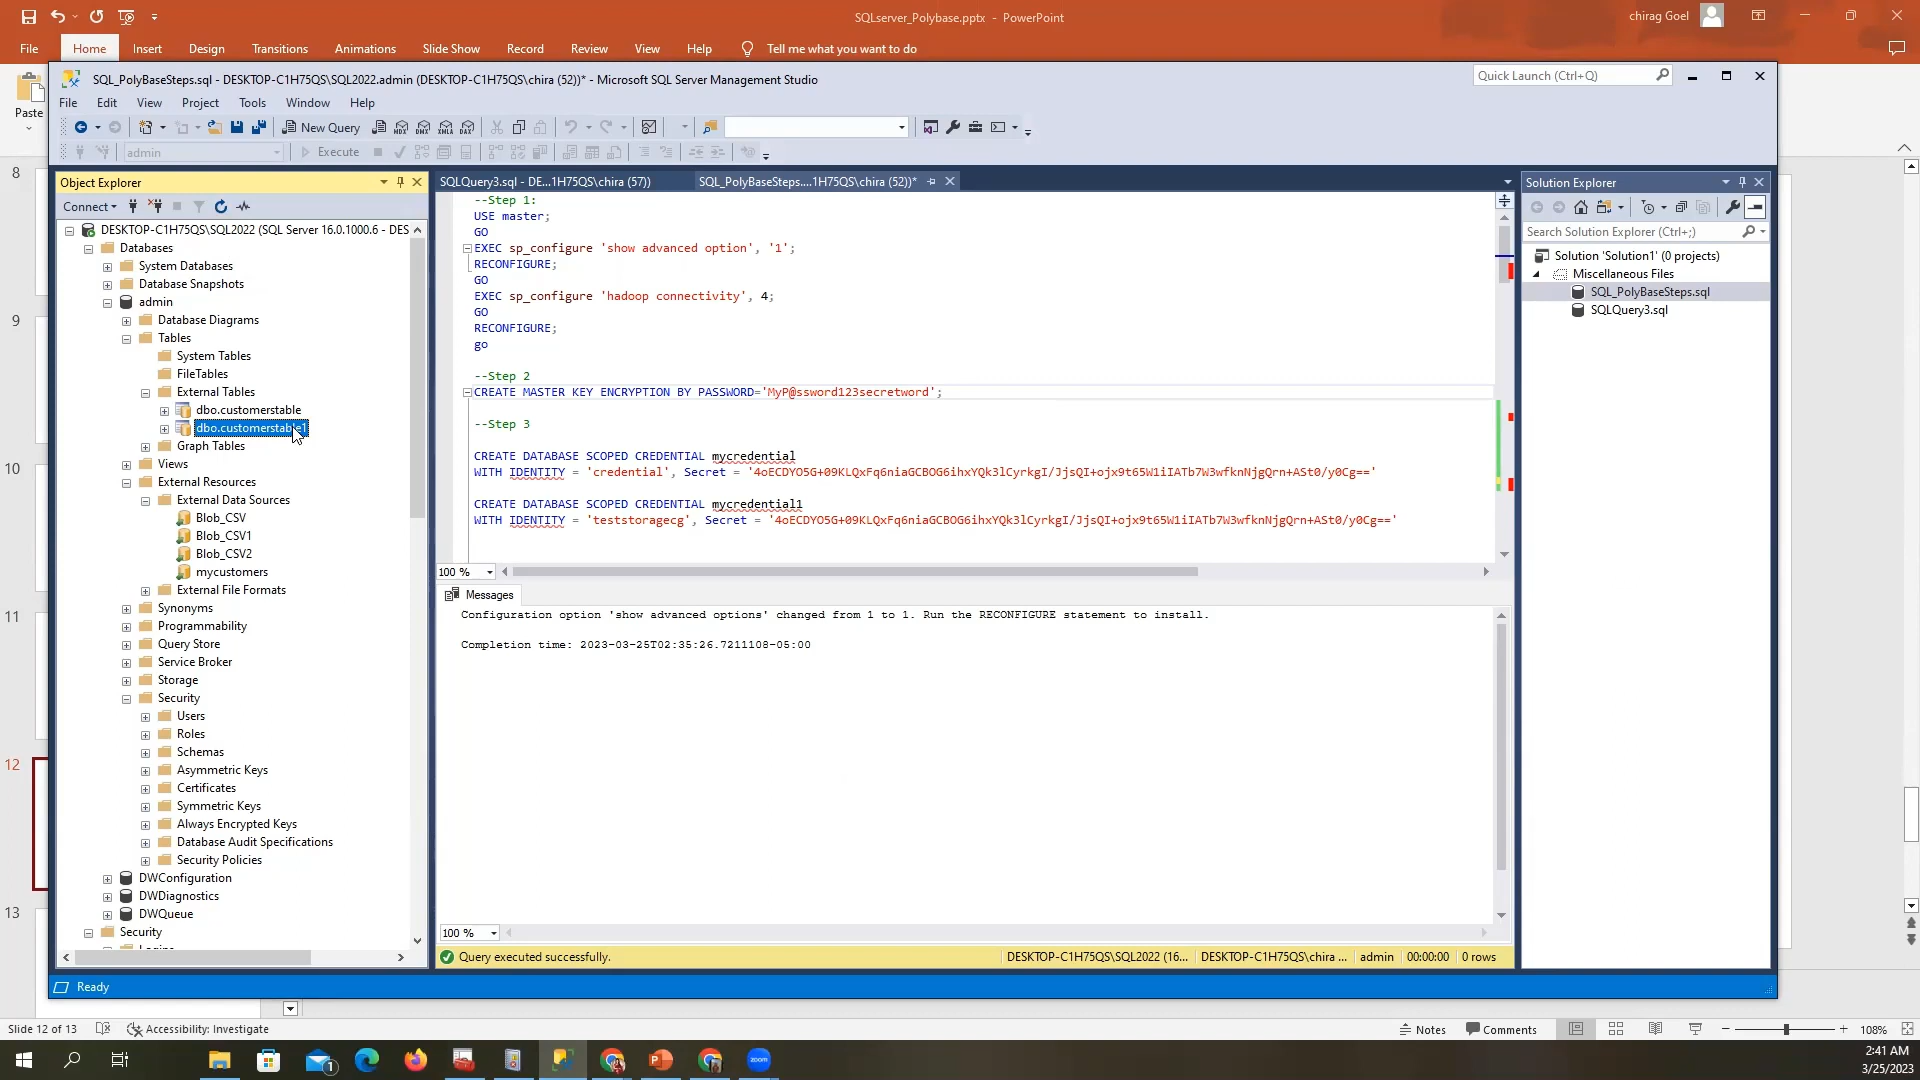 SQLserver_Polybase.pptx - PowerPoint
chirag Goel
File Home Insert Design Transitions Animations Slide Show Record Review View Help Tell me what you want to do
Paste
SQL_PolyBaseSteps.sql - DESKTOP-C1H75QS\SQL2022.admin (DESKTOP-C1H75QS\chira (52))* - Microsoft SQL Server Management Studio
Quick Launch (Ctrl+Q)
File Edit View Project Tools Window Help
New Query
MDX DMX XMLA DAX
admin
Execute
Object Explorer
Connect
DESKTOP-C1H75QS\SQL2022 (SQL Server 16.0.1000.6 - DES
Databases
System Databases
Database Snapshots
admin
Database Diagrams
Tables
System Tables
FileTables
External Tables
dbo.customerstable
dbo.customerstable1
Graph Tables
Views
External Resources
External Data Sources
Blob_CSV
Blob_CSV1
Blob_CSV2
mycustomers
External File Formats
Synonyms
Programmability
Query Store
Service Broker
Storage
Security
Users
Roles
Schemas
Asymmetric Keys
Certificates
Symmetric Keys
Always Encrypted Keys
Database Audit Specifications
Security Policies
DWConfiguration
DWDiagnostics
DWQueue
Security
SQLQuery3.sql - DE...1H75QS\chira (57))
SQL_PolyBaseSteps....1H75QS\chira (52))*
--Step 1:
USE master;
GO
EXEC sp_configure 'show advanced option', '1';
RECONFIGURE;
GO
EXEC sp_configure 'hadoop connectivity', 4;
GO
RECONFIGURE;
go
--Step 2
CREATE MASTER KEY ENCRYPTION BY PASSWORD='MyP@ssword123secretword';
--Step 3
CREATE DATABASE SCOPED CREDENTIAL mycredential
WITH IDENTITY = 'credential', Secret = '4oECDYO5G+09KLQxFq6niaGCBOG6ihxYQk3lCyrkgI/JjsQI+ojx9t65W1iIATb7W3wfknNjgQrn+ASt0/y0Cg=='
CREATE DATABASE SCOPED CREDENTIAL mycredential1
WITH IDENTITY = 'teststoragecg', Secret = '4oECDYO5G+09KLQxFq6niaGCBOG6ihxYQk3lCyrkgI/JjsQI+ojx9t65W1iIATb7W3wfknNjgQrn+ASt0/y0Cg=='
100 %
Messages
Configuration option 'show advanced options' changed from 1 to 1. Run the RECONFIGURE statement to install.
Completion time: 2023-03-25T02:35:26.7211108-05:00
100 %
Query executed successfully.
DESKTOP-C1H75QS\SQL2022 (16... DESKTOP-C1H75QS\chira ... admin 00:00:00 0 rows
Solution Explorer
Search Solution Explorer (Ctrl+;)
Solution 'Solution1' (0 projects)
Miscellaneous Files
SQL_PolyBaseSteps.sql
SQLQuery3.sql
Ready
8
9
10
11
12
13
Slide 12 of 13
Accessibility: Investigate
Notes
Comments
108%
1
zoom
2:41 AM
3/25/2023